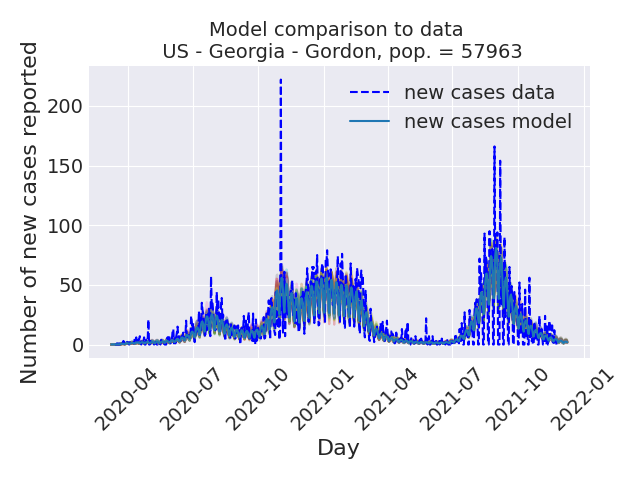 Model comparison to data
US - Georgia - Gordon, pop. = 57963
Number of new cases reported
200
150
100
50
0
new cases data
new cases model
2020-04
2020-07
2020-10
2021-01
2021-04
2021-07
2021-10
2022-01
Day